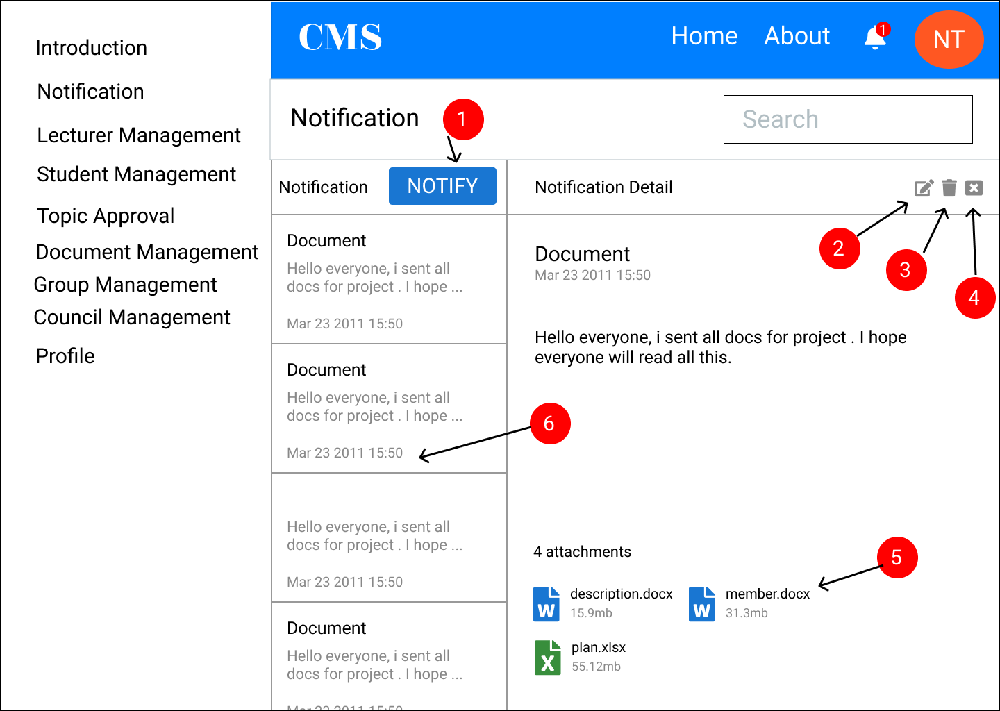 Introduction
Notification
Lecturer Management
Student Management
Topic Approval
Document Management
Group Management
Council Management
Profile
CMS
Home
About
1
NT
Notification
1
Search
Notification
NOTIFY
Document
Hello everyone, i sent all
docs for project . I hope ...
Mar 23 2011 15:50
Document
Hello everyone, i sent all
docs for project . I hope ...
Mar 23 2011 15:50
Hello everyone, i sent all
docs for project . I hope ...
Mar 23 2011 15:50
Document
Hello everyone, i sent all
docs for project . I hope ...
Mar 23 2011 15:50
Notification Detail
2
3
4
Document
Mar 23 2011 15:50
Hello everyone, i sent all docs for project . I hope
everyone will read all this.
6
4 attachments
5
W
description.docx
15.9mb
W
member.docx
31.3mb
X
plan.xlsx
55.12mb